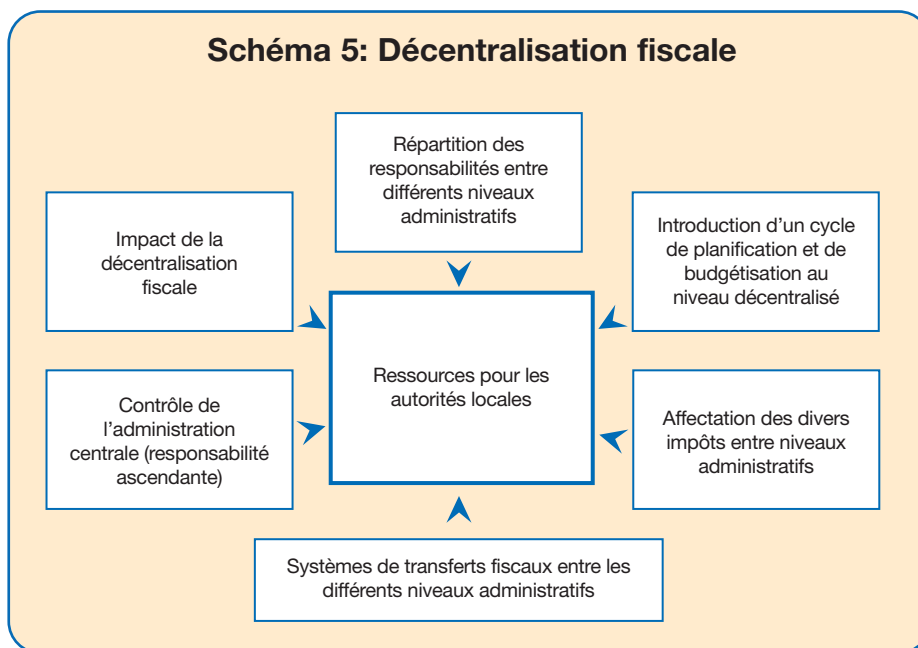 Schéma 5: Décentralisation fiscale
Répartition des
responsabilités entre
différents niveaux
administratifs
Impact de la
décentralisation
fiscale
Introduction d'un cycle
de planification et de
budgétisation au
niveau décentralisé
Ressources pour les
autorités locales
Contrôle de
l'administration
centrale (responsabilité
ascendante)
Affectation des divers
impôts entre niveaux
administratifs
Systèmes de transferts fiscaux entre les
différents niveaux administratifs